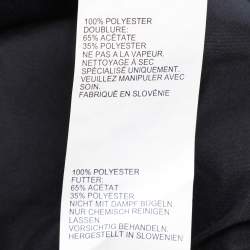 100% POLYESTER
DOUBLURE:
65% ACÉTATE
35% POLYESTER
NE PAS A LA VAPEUR.
NETTOYAGE À SEC
SPÉCIALISÉ UNIQUEMENT.
VEUILLEZ MANIPULER AVEC
SOIN.
FABRIQUÉ EN SLOVÉNIE
100% POLYESTER
FUTTER:
65% ACETAT
35% POLYESTER
NICHT MIT DAMPF BÜGELN
NUR CHEMISCH REINIGEN
LASSEN
VORSICHTIG BEHANDELN.
HERGESTELLT IN SLOWENIEN